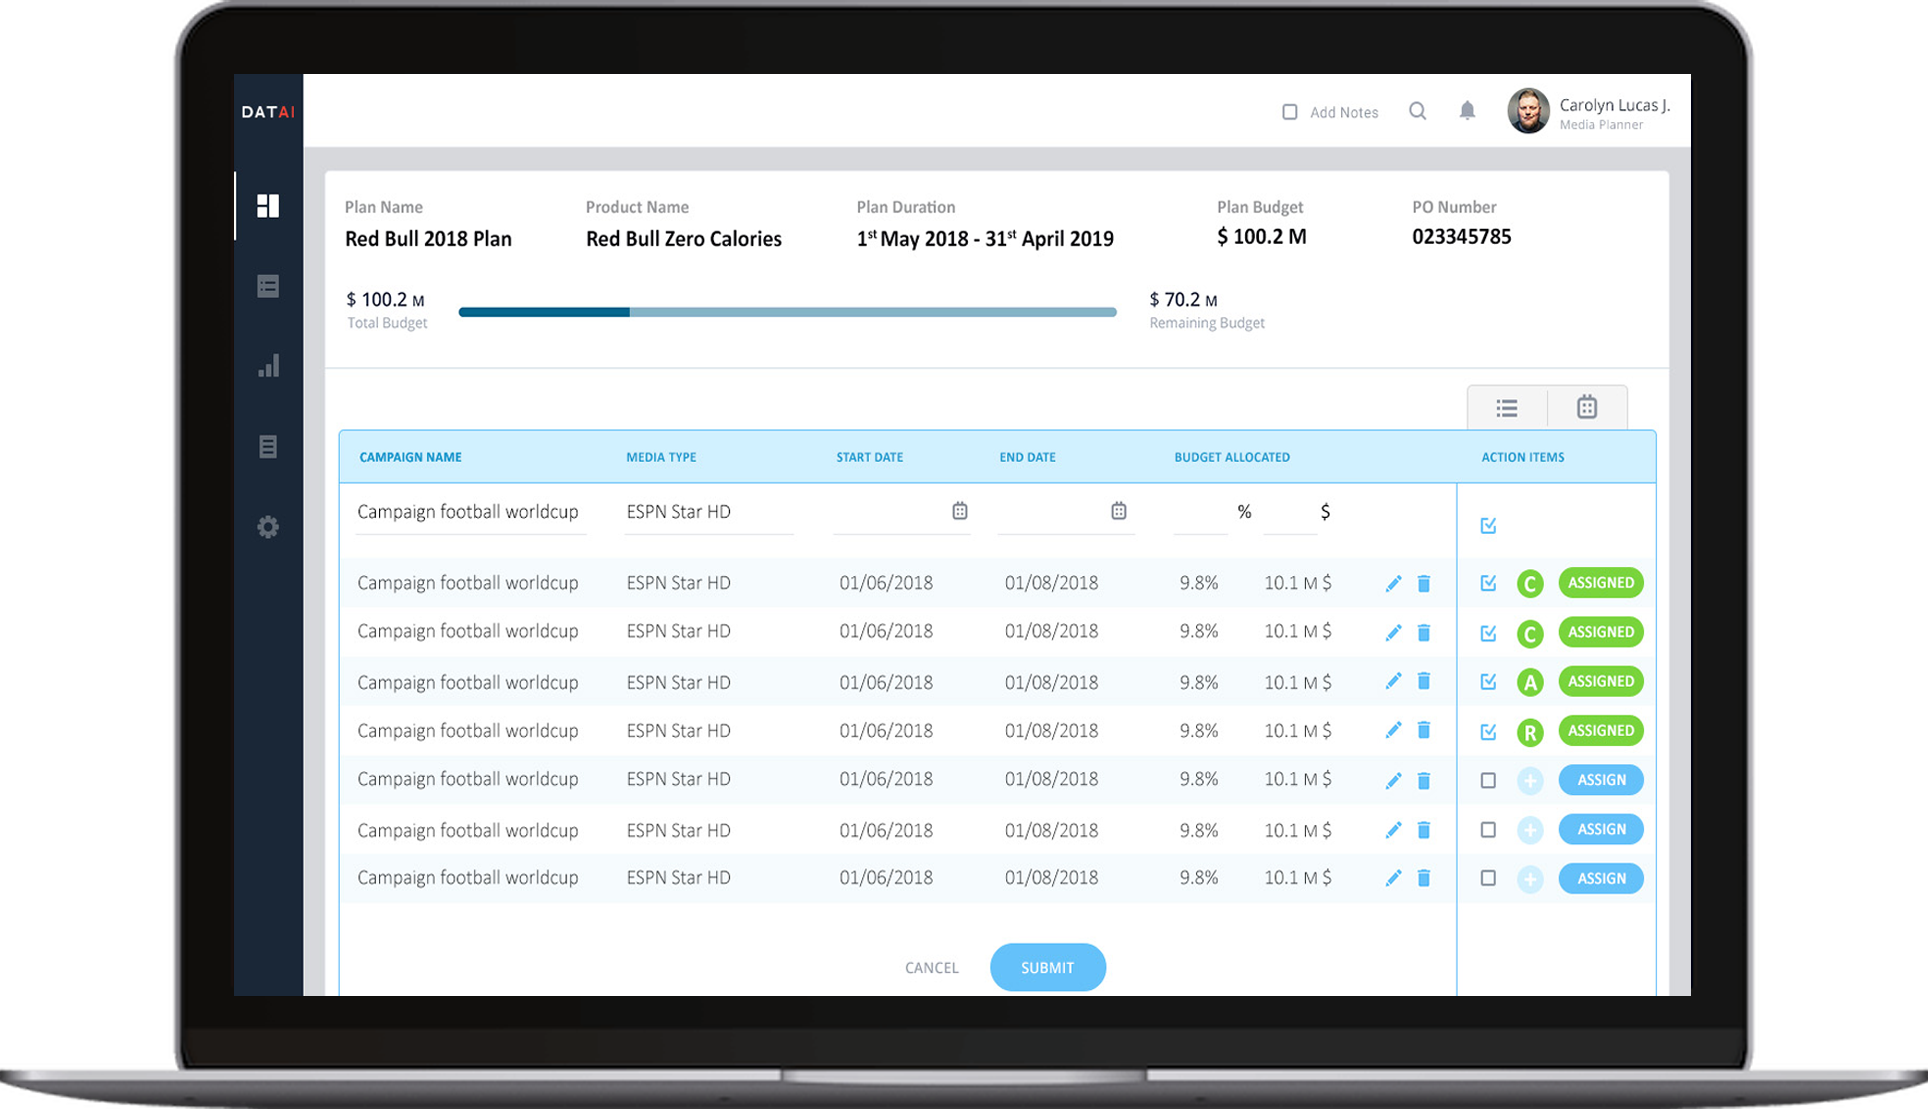 DATAI
Add Notes
Carolyn Lucas J.
Media Planner
Plan Name Product Name Plan Duration Plan Budget PO Number
Red Bull 2018 Plan Red Bull Zero Calories 1st May 2018 - 31st April 2019 $ 100.2 M 023345785
$ 100.2 M $ 70.2 M
Total Budget Remaining Budget
CAMPAIGN NAME MEDIA TYPE START DATE END DATE BUDGET ALLOCATED ACTION ITEMS
Campaign football worldcup ESPN Star HD % $
Campaign football worldcup ESPN Star HD 01/06/2018 01/08/2018 9.8% 10.1 M $ C ASSIGNED
Campaign football worldcup ESPN Star HD 01/06/2018 01/08/2018 9.8% 10.1 M $ C ASSIGNED
Campaign football worldcup ESPN Star HD 01/06/2018 01/08/2018 9.8% 10.1 M $ A ASSIGNED
Campaign football worldcup ESPN Star HD 01/06/2018 01/08/2018 9.8% 10.1 M $ R ASSIGNED
Campaign football worldcup ESPN Star HD 01/06/2018 01/08/2018 9.8% 10.1 M $ + ASSIGN
Campaign football worldcup ESPN Star HD 01/06/2018 01/08/2018 9.8% 10.1 M $ + ASSIGN
Campaign football worldcup ESPN Star HD 01/06/2018 01/08/2018 9.8% 10.1 M $ + ASSIGN
CANCEL SUBMIT